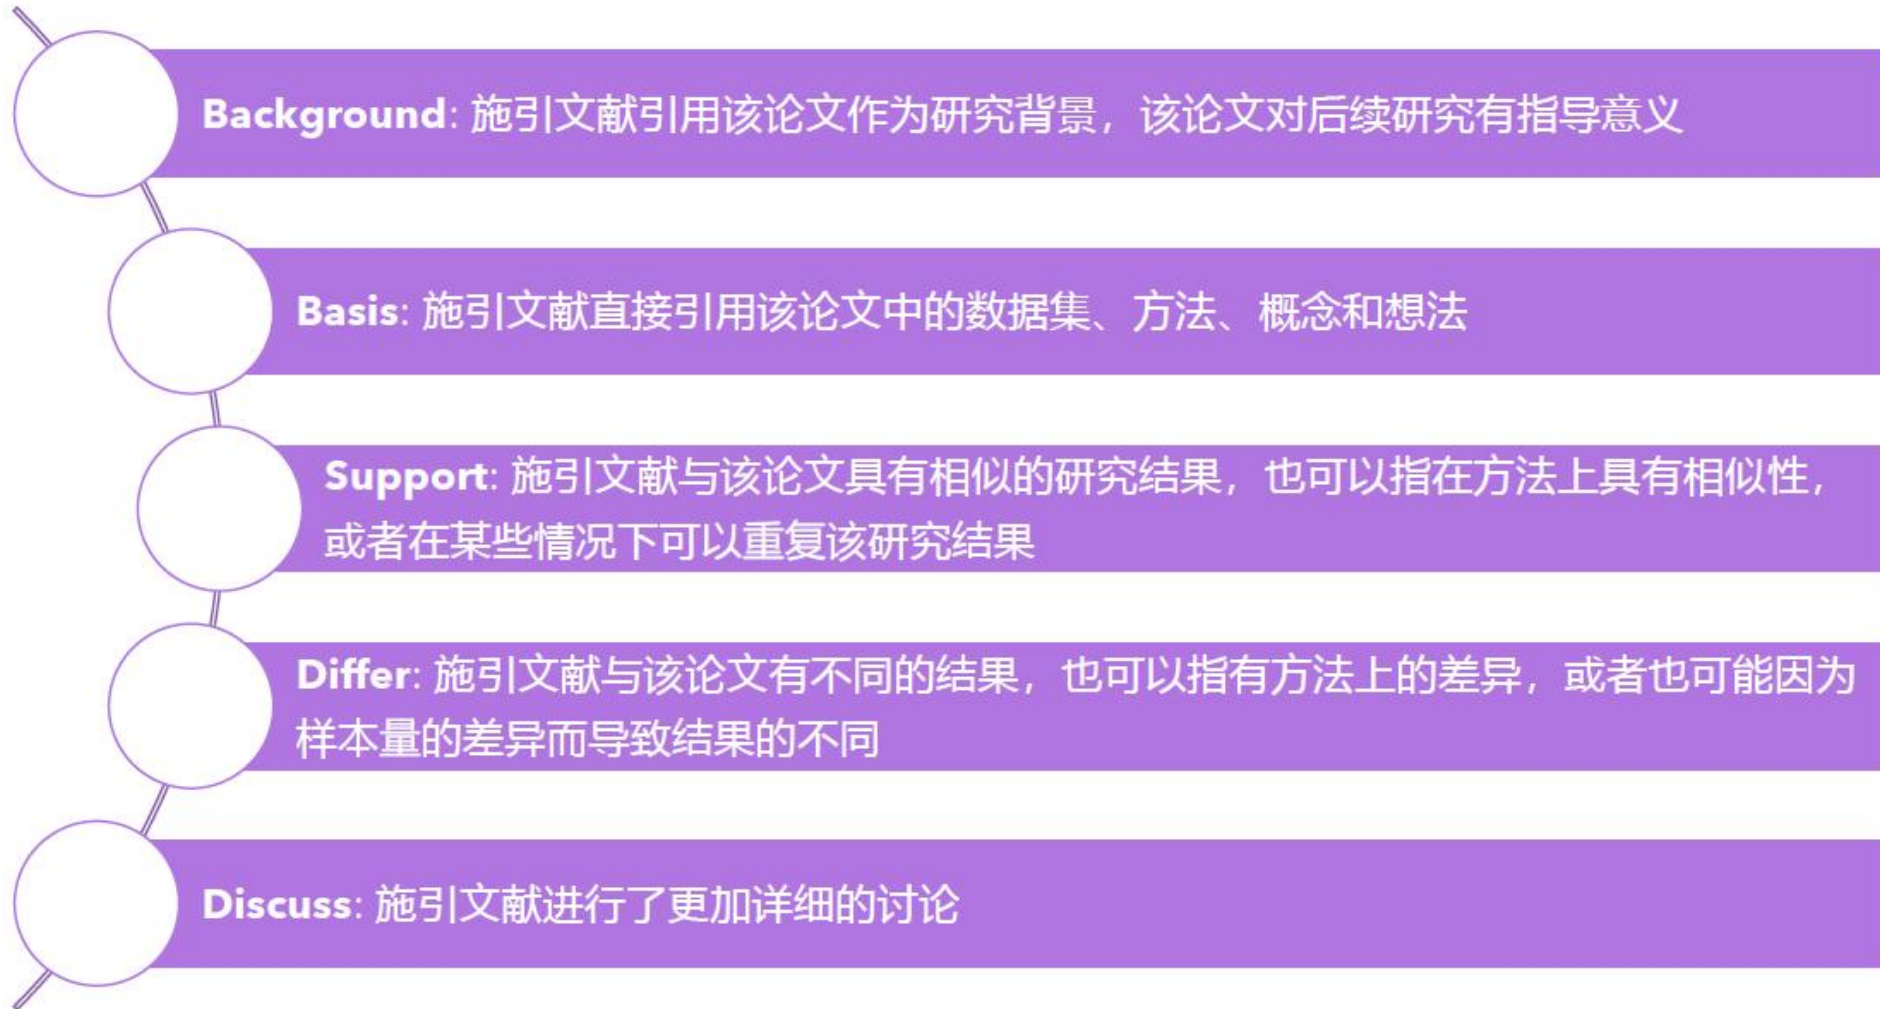 Background: 施引文献引用该论文作为研究背景，该论文对后续研究有指导意义
Basis: 施引文献直接引用该论文中的数据集、方法、概念和想法
Support: 施引文献与该论文具有相似的研究结果，也可以指在方法上具有相似性，
或者在某些情况下可以重复该研究结果
Differ: 施引文献与该论文有不同的结果，也可以指有方法上的差异，或者也可能因为
样本量的差异而导致结果的不同
Discuss: 施引文献进行了更加详细的讨论